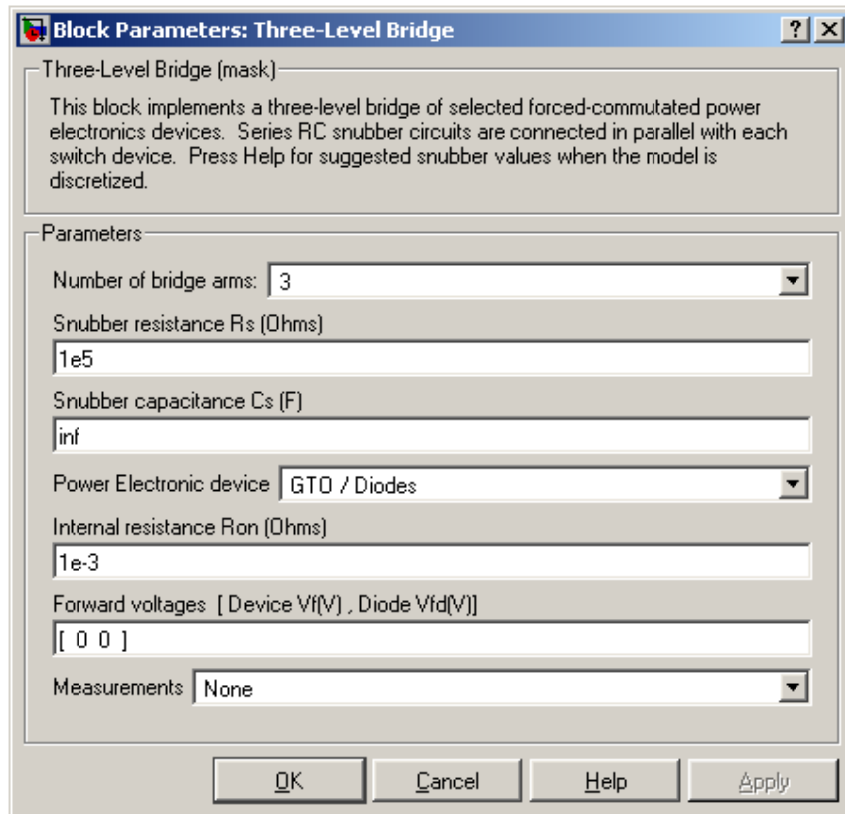 Block Parameters: Three-Level Bridge
Three-Level Bridge (mask)
This block implements a three-level bridge of selected forced-commutated power
electronics devices.  Series RC snubber circuits are connected in parallel with each
switch device.  Press Help for suggested snubber values when the model is
discretized.
Parameters
Number of bridge arms: 3
Snubber resistance Rs (Ohms)
1e5
Snubber capacitance Cs (F)
inf
Power Electronic device GTO / Diodes
Internal resistance Ron (Ohms)
1e-3
Forward voltages  [ Device Vf(V) , Diode Vfd(V)]
[ 0 0 ]
Measurements None
OK Cancel Help Apply